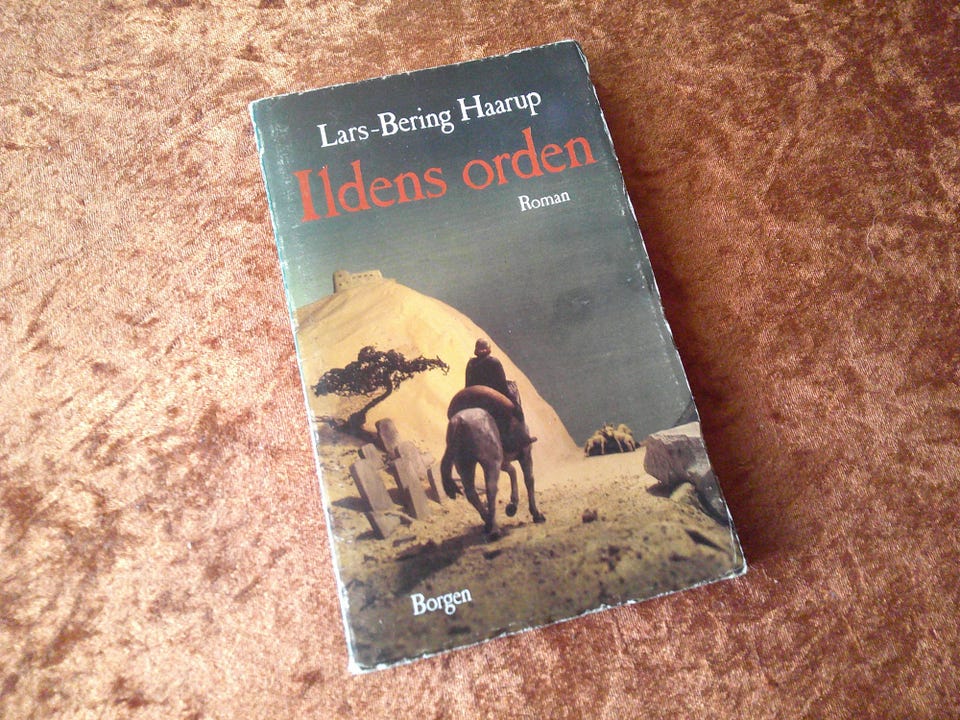 Lars-Bering Haarup
Ildens orden
Roman
Borgen